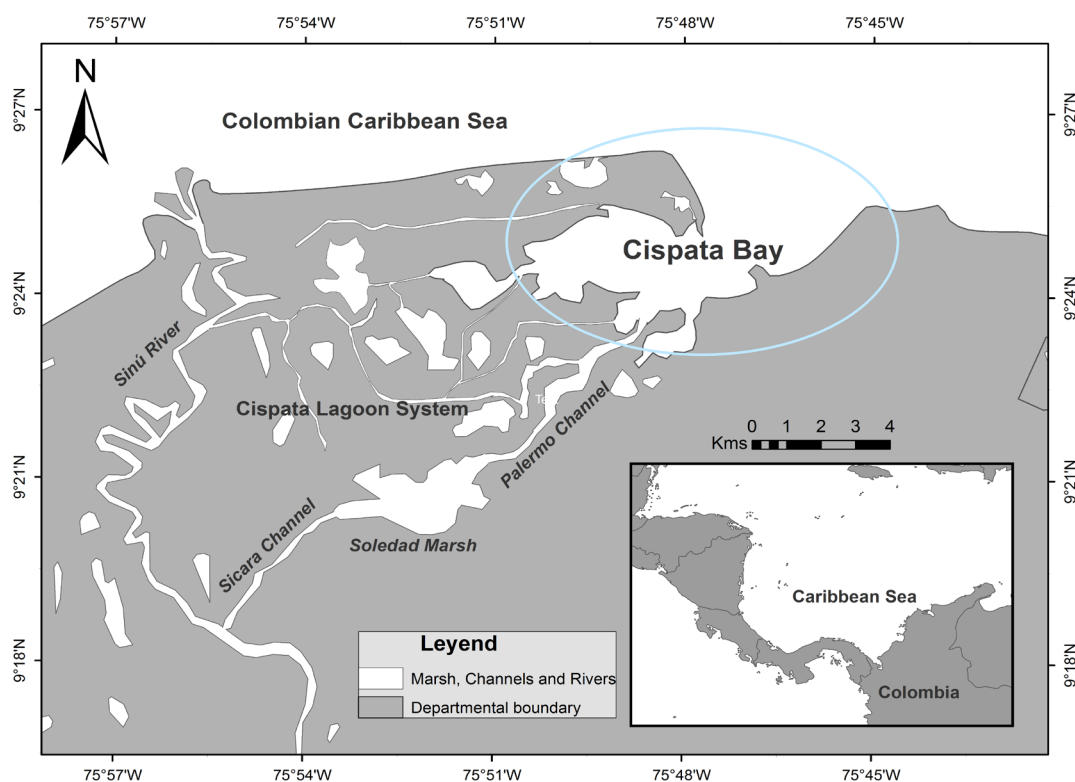 75°57'W 75°54'W 75°51'W 75°48'W 75°45'W
N
9°27'N 9°27'N
Colombian Caribbean Sea
Cispata Bay
9°24'N 9°24'N
Sinú River
Te
Cispata Lagoon System
Palermo Channel
0 1 2 3 4
Kms
9°21'N 9°21'N
Sicara Channel
Soledad Marsh
Caribbean Sea
Leyend
9°18'N 9°18'N
Marsh, Channels and Rivers
Colombia
Departmental boundary
75°57'W 75°54'W 75°51'W 75°48'W 75°45'W